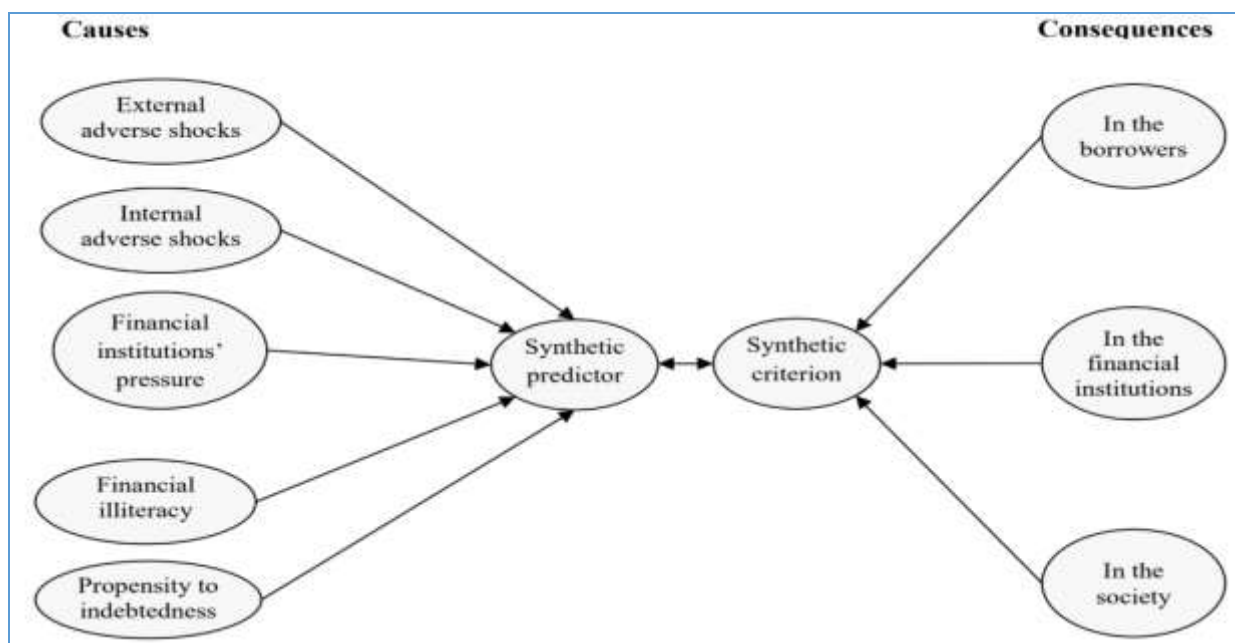 Causes
Consequences
External
adverse shocks
Internal
adverse shocks
Financial
institutions'
pressure
Financial
illiteracy
Propensity to
indebtedness
Synthetic
predictor
Synthetic
criterion
In the
borrowers
In the
financial
institutions
In the
society